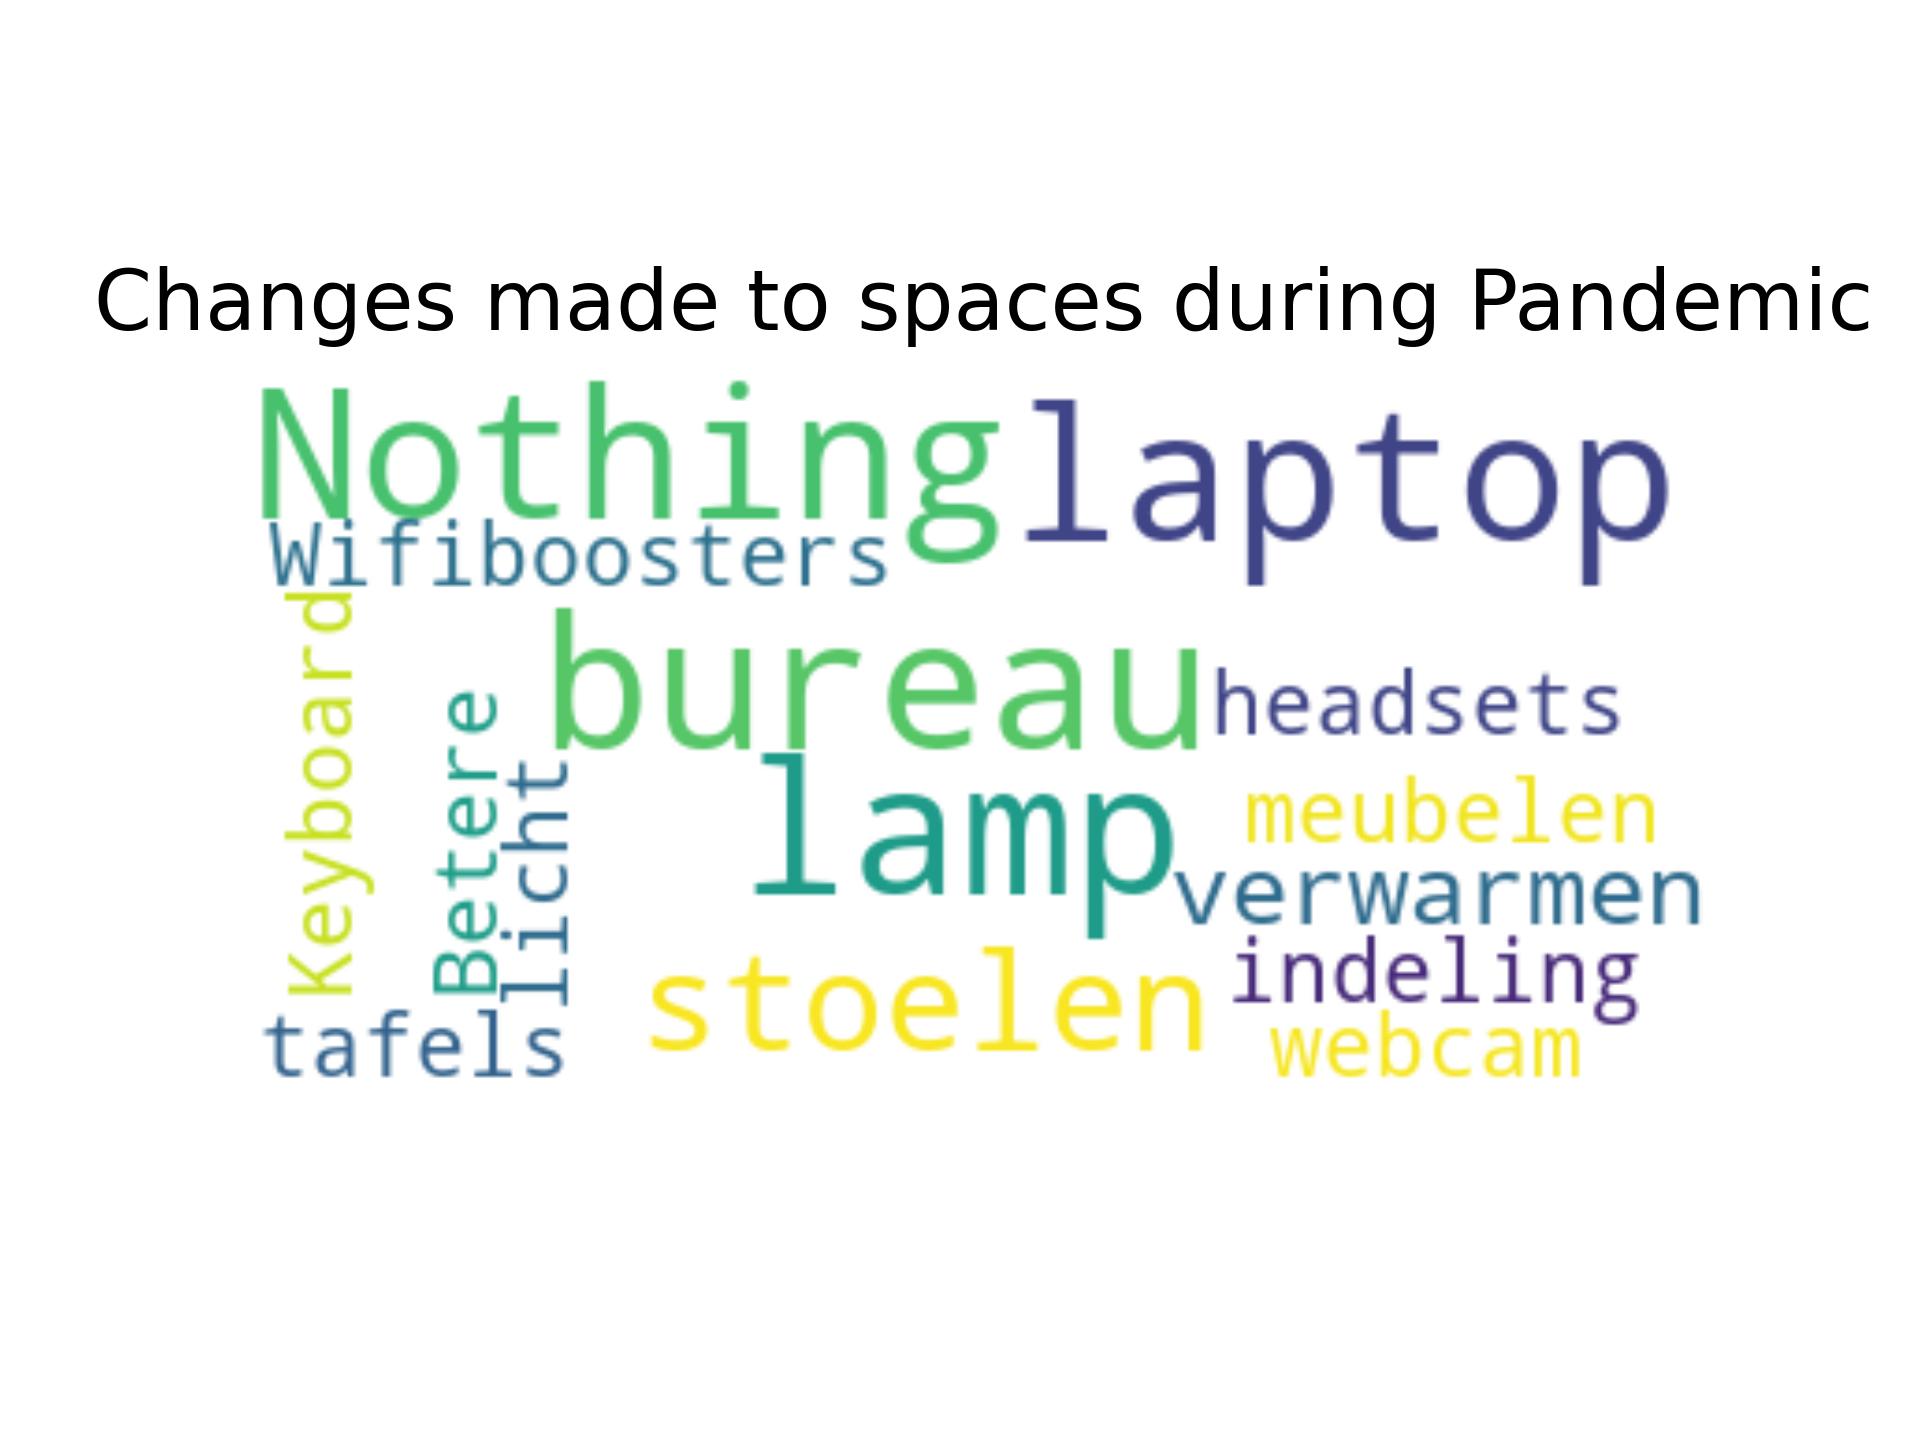 Changes made to spaces during Pandemic
Nothing
laptop
Wifiboosters
Keyboard
bureau
headsets
Betere
licht
lamp
meubelen
verwarmen
stoelen
indeling
tafels
webcam